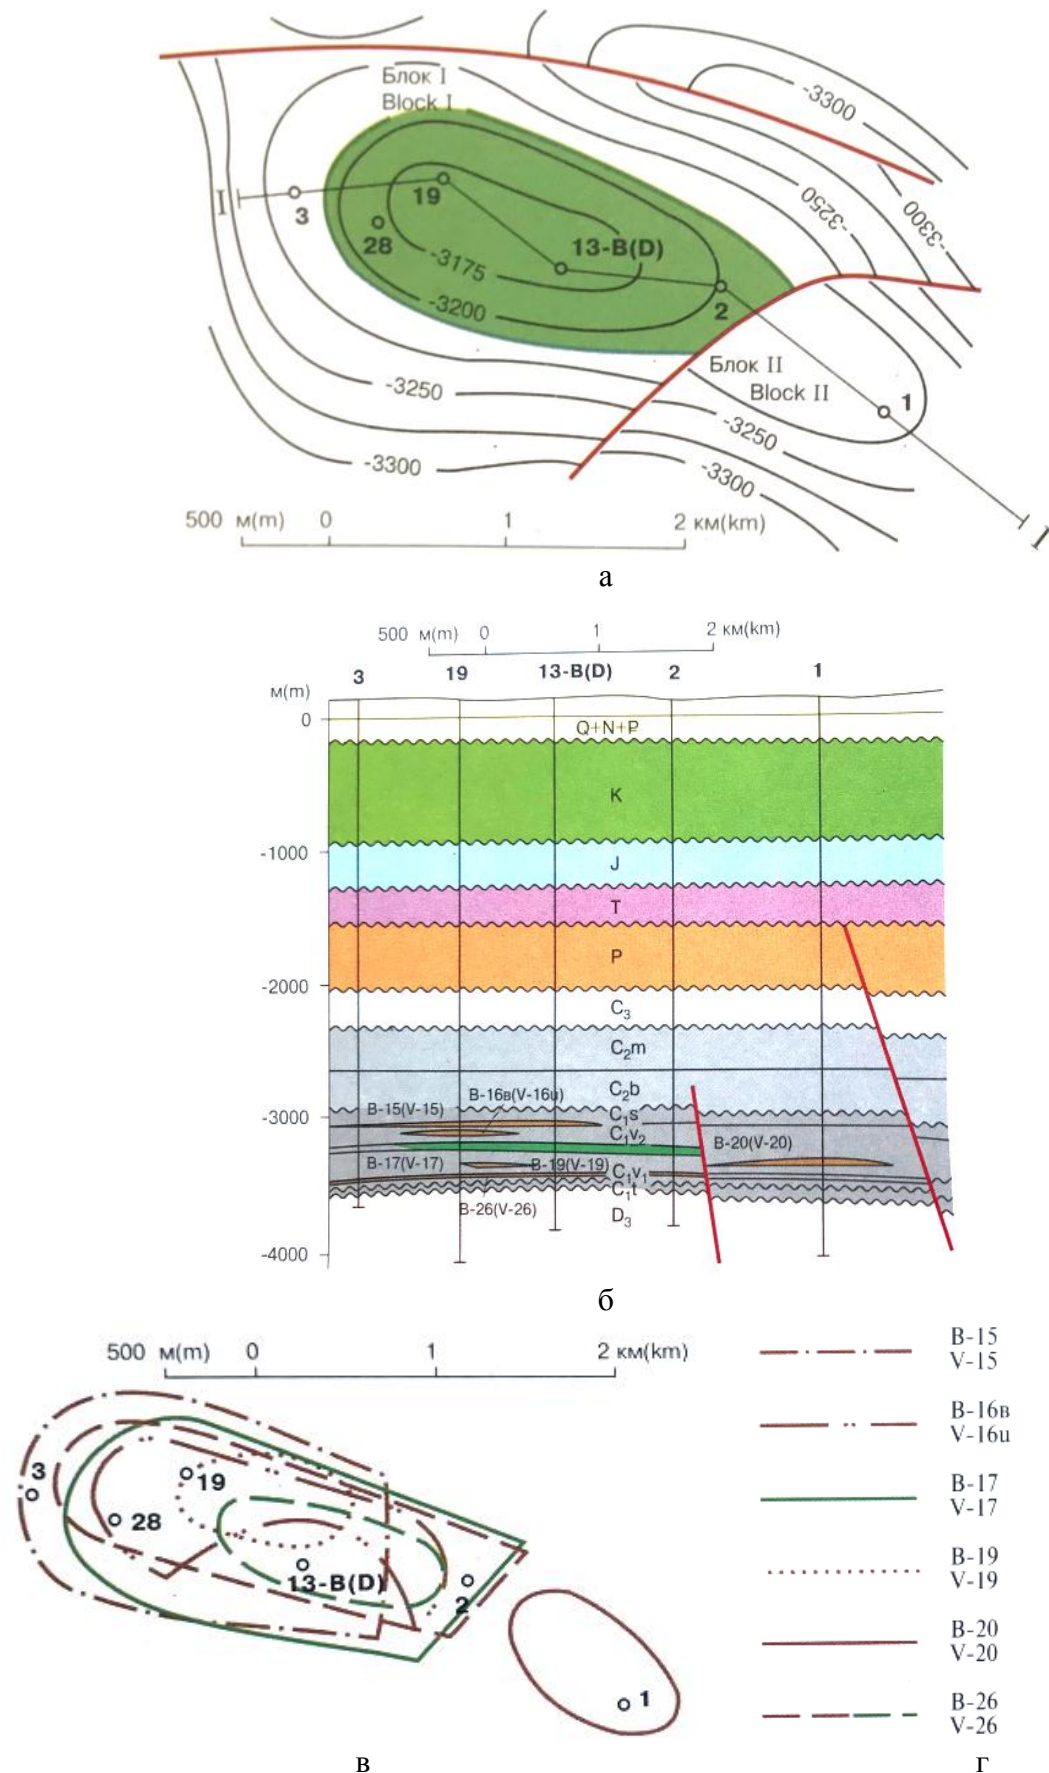 Блок I
Block I
-3300
-3250
-3300
I
3
19
28
13-В(D)
-3175
-3200
2
Блок II
Block II
1
-3250
-3250
-3300
-3300
I
500 м(m) 0 1 2 км(km)
а
500 м(m) 0 1 2 км(km)
3 19 13-В(D) 2 1
м(m)
0
Q+N+P
K
-1000
J
T
P
-2000
C₃
C₂m
C₂b
В-16в(V-16u)
В-15(V-15)
-3000
C₁s
C₁v₂
В-20(V-20)
В-17(V-17)
В-19(V-19)
C₁v₁
C₁t
В-26(V-26)
D₃
-4000
б
500 м(m) 0 1 2 км(km)
3
19
28
13-В(D)
2
1
В-15
V-15
В-16в
V-16u
В-17
V-17
В-19
V-19
В-20
V-20
В-26
V-26
в г